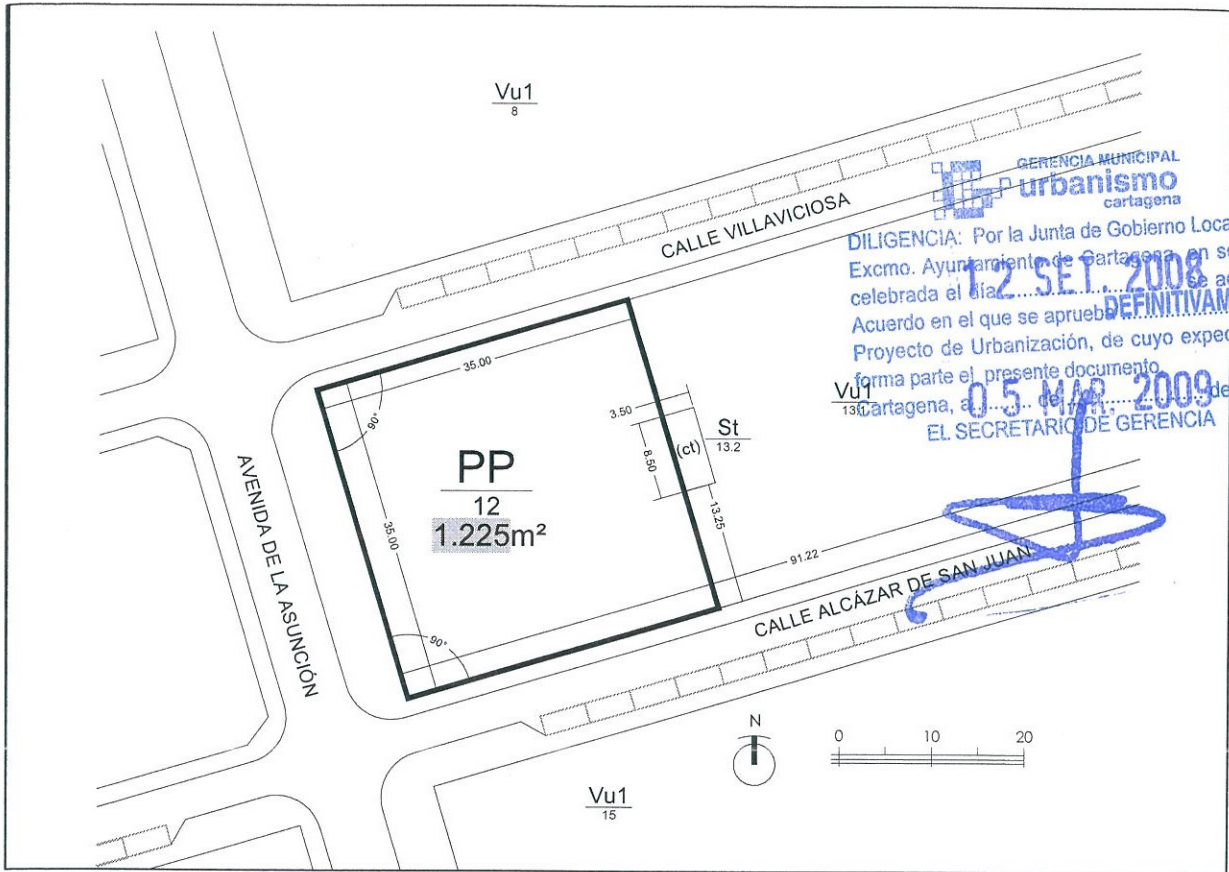 Vu1
8
CALLE VILLAVICIOSA
GERENCIA MUNICIPAL
urbanismo
cartagena
DILIGENCIA: Por la Junta de Gobierno Loca
Excmo. Ayuntamiento de Cartagena, en se
celebrada el día 12 SET. 2008 se ac
Acuerdo en el que se aprueba DEFINITIVAM
Proyecto de Urbanización, de cuyo exped
forma parte el presente documento.
Cartagena, a 05 MAR. 2009 de
EL SECRETARIO DE GERENCIA
35.00
90°
3.50
Vu1
13.1
St
13.2
(ct)
8.50
PP
12
1.225m²
AVENIDA DE LA ASUNCIÓN
35.00
13.25
91.22
90°
CALLE ALCÁZAR DE SAN JUAN
N
0 10 20
Vu1
15